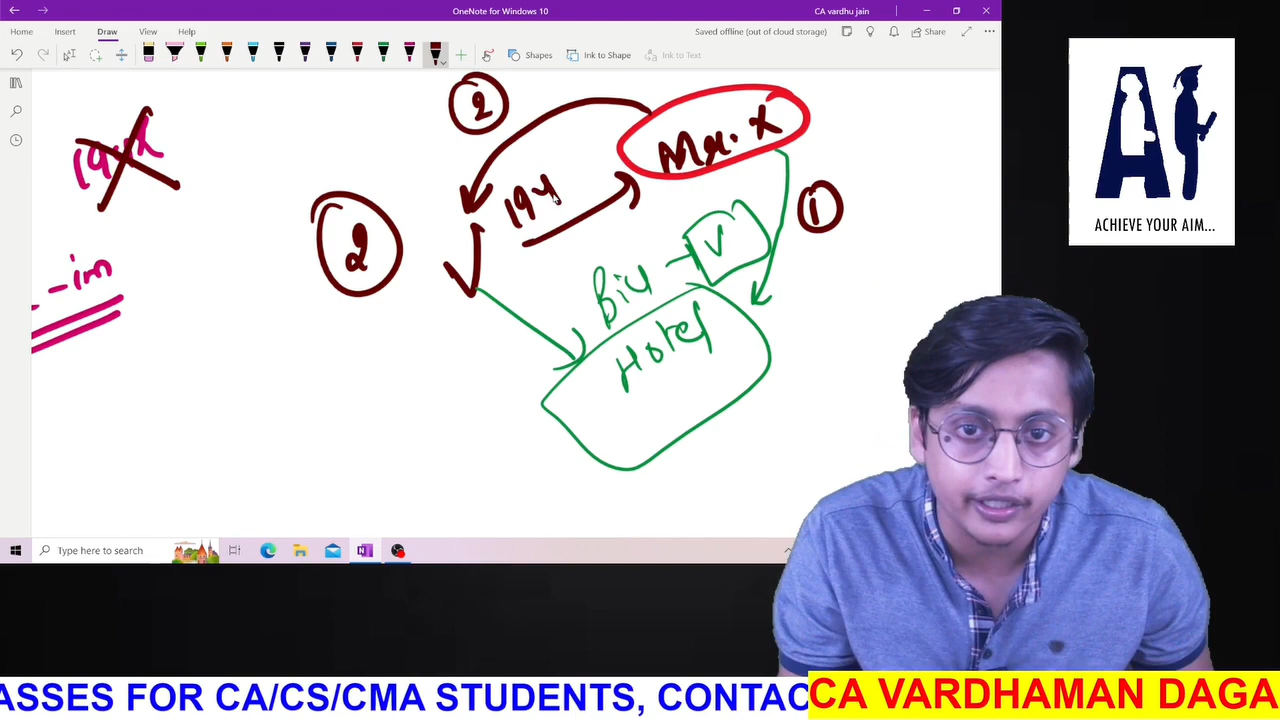 OneNote for Windows 10
CA vardhu jain
Home
Insert
Draw
View
Help
Saved offline (out of cloud storage)
Share
Shapes
Ink to Shape
Ink to Text
2
Mr. X
194
1
2
V
Bill → V
Hotel
-im
AI
ACHIEVE YOUR AIM...
Type here to search
ASSES FOR CA/CS/CMA STUDENTS, CONTAC
CA VARDHAMAN DAGA